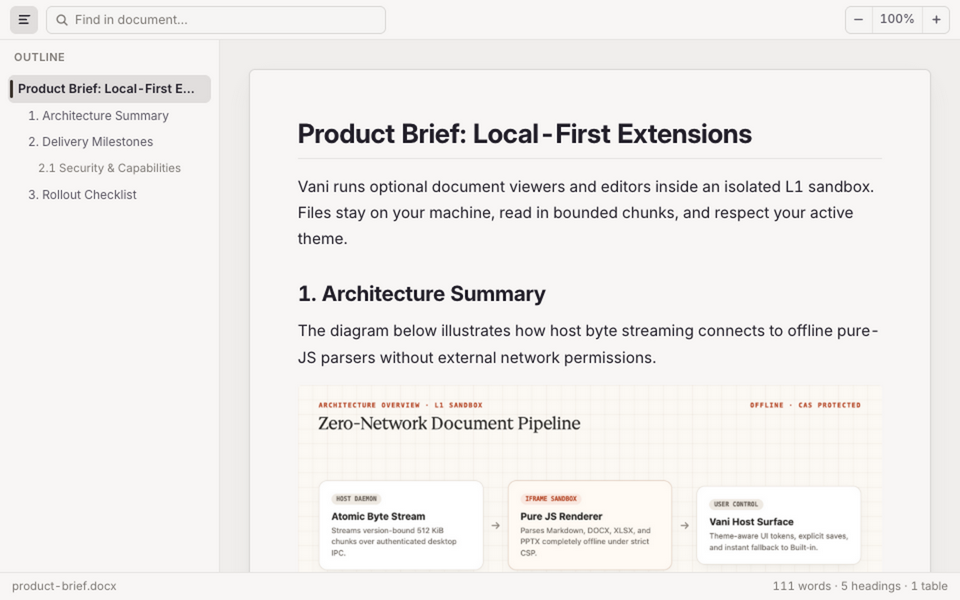 Find in document...
− 100% +
OUTLINE
Product Brief: Local-First E...
1. Architecture Summary
2. Delivery Milestones
2.1 Security & Capabilities
3. Rollout Checklist
Product Brief: Local-First Extensions
Vani runs optional document viewers and editors inside an isolated L1 sandbox.
Files stay on your machine, read in bounded chunks, and respect your active
theme.
1. Architecture Summary
The diagram below illustrates how host byte streaming connects to offline pure-
JS parsers without external network permissions.
ARCHITECTURE OVERVIEW · L1 SANDBOX
OFFLINE · CAS PROTECTED
Zero-Network Document Pipeline
HOST DAEMON
Atomic Byte Stream
Streams version-bound 512 KiB
chunks over authenticated desktop
IPC.
→
IFRAME SANDBOX
Pure JS Renderer
Parses Markdown, DOCX, XLSX, and
PPTX completely offline under strict
CSP.
→
USER CONTROL
Vani Host Surface
Theme-aware UI tokens, explicit saves,
and instant fallback to Built-in.
product-brief.docx
111 words · 5 headings · 1 table